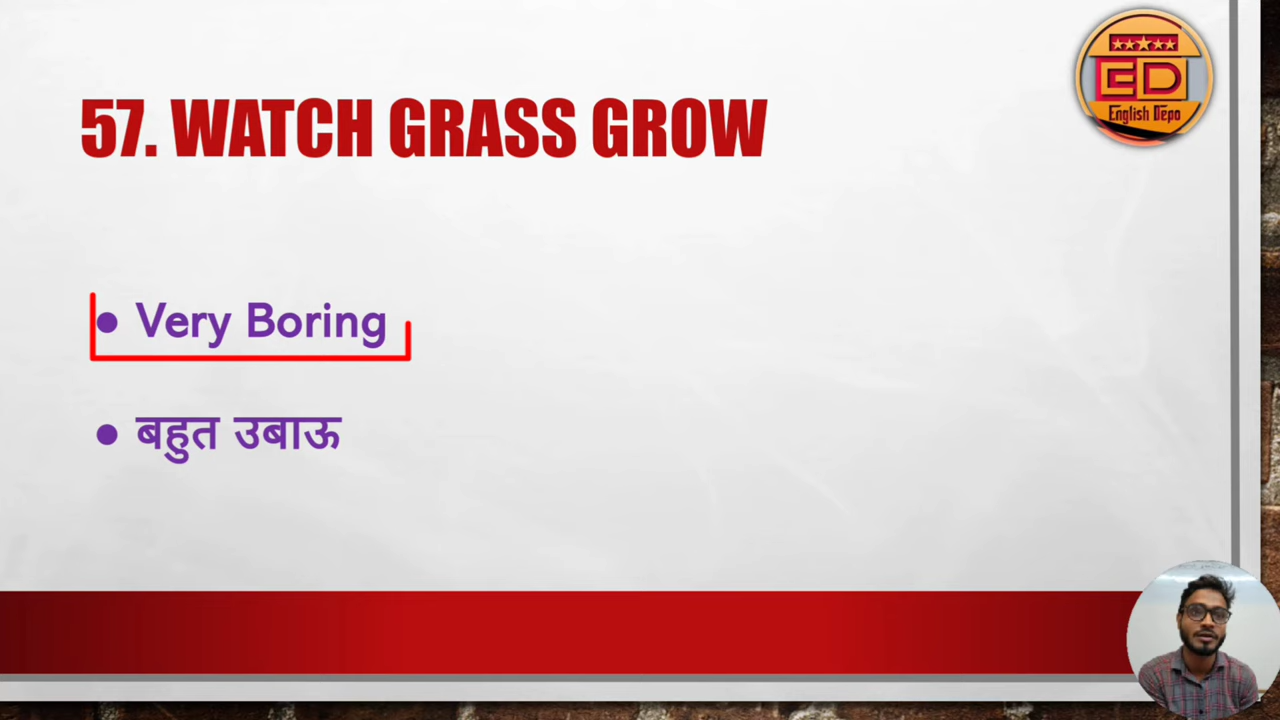 57. WATCH GRASS GROW
ED
English Depo
• Very Boring
• बहुत उबाऊ